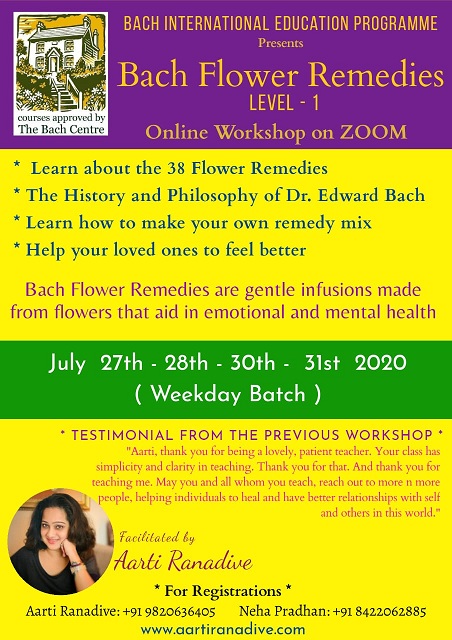 BACH INTERNATIONAL EDUCATION PROGRAMME
Presents
Bach Flower Remedies
LEVEL - 1
Online Workshop on ZOOM
courses approved by
The Bach Centre
* Learn about the 38 Flower Remedies
* The History and Philosophy of Dr. Edward Bach
* Learn how to make your own remedy mix
* Help your loved ones to feel better
Bach Flower Remedies are gentle infusions made
from flowers that aid in emotional and mental health
July 27th - 28th - 30th - 31st 2020
( Weekday Batch )
* TESTIMONIAL FROM THE PREVIOUS WORKSHOP *
"Aarti, thank you for being a lovely, patient teacher. Your class has
simplicity and clarity in teaching. Thank you for that. And thank you for
teaching me. May you and all whom you teach, reach out to more n more
people, helping individuals to heal and have better relationships with self
and others in this world."
Facilitated by
Aarti Ranadive
* For Registrations *
Aarti Ranadive: +91 9820636405 Neha Pradhan: +91 8422062885
www.aartiranadive.com